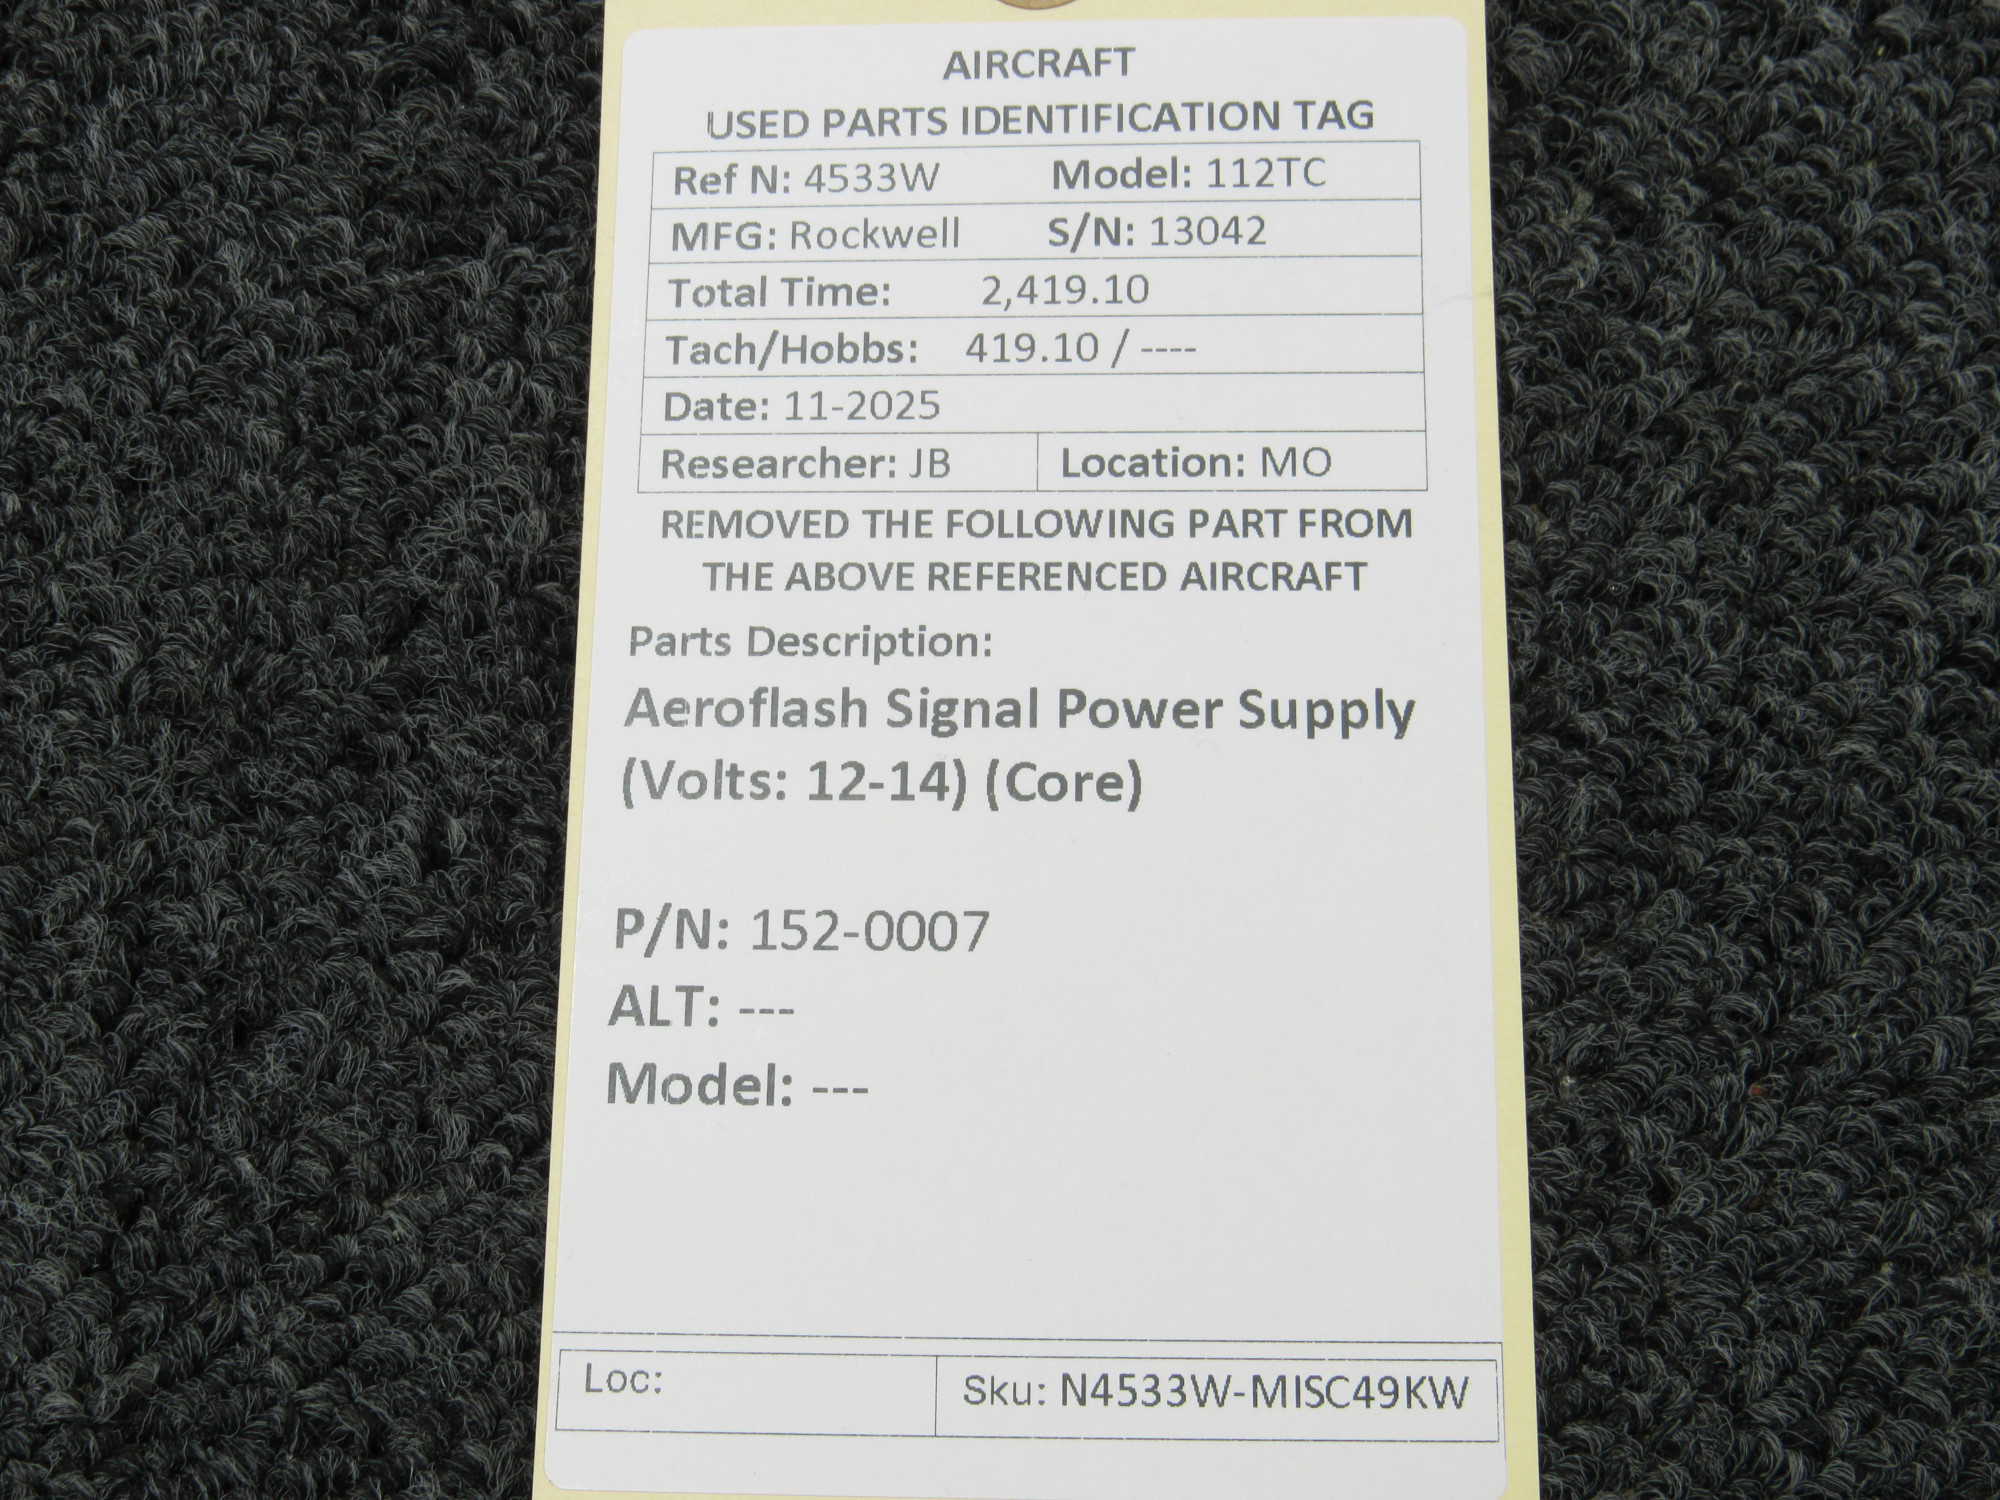 AIRCRAFT
USED PARTS IDENTIFICATION TAG
Ref N: 4533W Model: 112TC
MFG: Rockwell S/N: 13042
Total Time: 2,419.10
Tach/Hobbs: 419.10 / ----
Date: 11-2025
Researcher: JB Location: MO
REMOVED THE FOLLOWING PART FROM
THE ABOVE REFERENCED AIRCRAFT
Parts Description:
Aeroflash Signal Power Supply
(Volts: 12-14) (Core)
P/N: 152-0007
ALT: ---
Model: ---
Loc: Sku: N4533W-MISC49KW